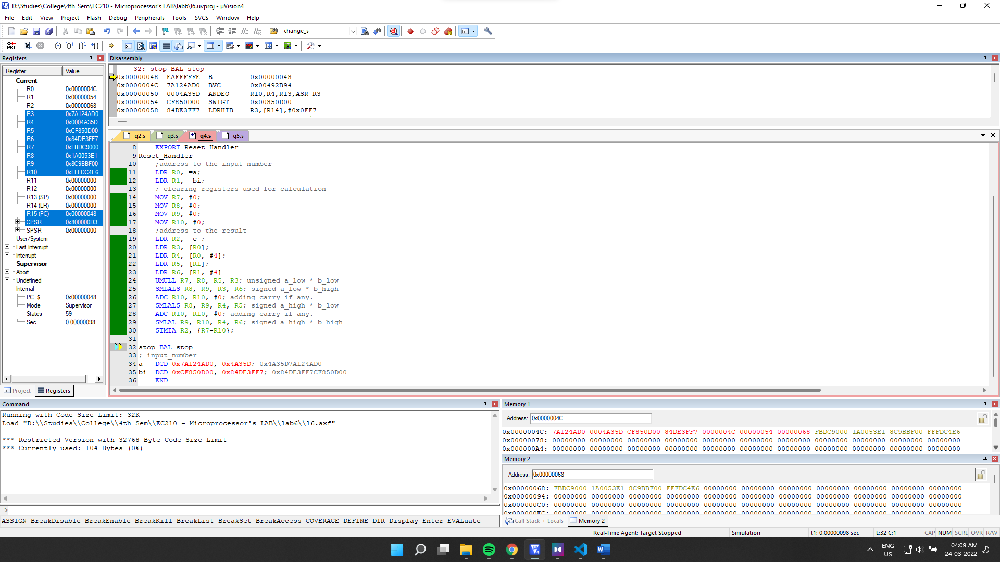 D:\Studies\College\4th_Sem\EC210 - Microprocessor's LAB\lab6\l6.uvproj - µVision4
File Edit View Project Flash Debug Peripherals Tools SVCS Window Help
change_s
Registers
Register Value
Current
R0 0x0000004C
R1 0x00000054
R2 0x00000068
R3 0x7A124AD0
R4 0x0004A35D
R5 0xCF850D00
R6 0x84DE3FF7
R7 0xFBDC9000
R8 0x1A0053E1
R9 0x8C9BBF00
R10 0xFFFDC4E6
R11 0x00000000
R12 0x00000000
R13 (SP) 0x00000000
R14 (LR) 0x00000000
R15 (PC) 0x00000048
CPSR 0x800000D3
SPSR 0x00000000
User/System
Fast Interrupt
Interrupt
Supervisor
Abort
Undefined
Internal
PC $ 0x00000048
Mode Supervisor
States 59
Sec 0.00000098
Project Registers
Disassembly
32: stop BAL stop
0x00000048 EAFFFFFE B 0x00000048
0x0000004C 7A124AD0 BVC 0x00492B94
0x00000050 0004A35D ANDEQ R10,R4,R13,ASR R3
0x00000054 CF850D00 SWIGT 0x00850D00
0x00000058 84DE3FF7 LDRHIB R3,[R14],#0x0FF7
q2.s q3.s q4.s q5.s
8 EXPORT Reset_Handler
9 Reset_Handler
10 ;address to the input number
11 LDR R0, =a;
12 LDR R1, =bi;
13 ; clearing registers used for calculation
14 MOV R7, #0;
15 MOV R8, #0;
16 MOV R9, #0;
17 MOV R10, #0;
18 ;address to the result
19 LDR R2, =c ;
20 LDR R3, [R0];
21 LDR R4, [R0, #4];
22 LDR R5, [R1];
23 LDR R6, [R1, #4]
24 UMULL R7, R8, R5, R3; unsigned a_low * b_low
25 SMLALS R8, R9, R3, R6; signed a_low * b_high
26 ADC R10, R10, #0; adding carry if any.
27 SMLALS R8, R9, R4, R5; signed a_high * b_low
28 ADC R10, R10, #0; adding carry if any.
29 SMLAL R9, R10, R4, R6; signed a_high * b_high
30 STMIA R2, {R7-R10};
31
32 stop BAL stop
33 ; input_number
34 a DCD 0x7A124AD0, 0x4A35D; 0x4A35D7A124AD0
35 bi DCD 0xCF850D00, 0x84DE3FF7; 0x84DE3FF7CF850D00
36 END
Command
Running with Code Size Limit: 32K
Load "D:\\Studies\\College\\4th_Sem\\EC210 - Microprocessor's LAB\\lab6\\l6.axf"
*** Restricted Version with 32768 Byte Code Size Limit
*** Currently used: 104 Bytes (0%)
>
ASSIGN BreakDisable BreakEnable BreakKill BreakList BreakSet BreakAccess COVERAGE DEFINE DIR Display Enter EVALuate
Memory 1
Address: 0x0000004C
0x0000004C: 7A124AD0 0004A35D CF850D00 84DE3FF7 0000004C 00000054 00000068 FBDC9000 1A0053E1 8C9BBF00 FFFDC4E6
0x00000078: 00000000 00000000 00000000 00000000 00000000 00000000 00000000 00000000 00000000 00000000 00000000
0x000000A4: 00000000 00000000 00000000 00000000 00000000 00000000 00000000 00000000 00000000 00000000 00000000
Memory 2
Address: 0x00000068
0x00000068: FBDC9000 1A0053E1 8C9BBF00 FFFDC4E6 00000000 00000000 00000000 00000000 00000000 00000000 00000000
0x00000094: 00000000 00000000 00000000 00000000 00000000 00000000 00000000 00000000 00000000 00000000 00000000
0x000000C0: 00000000 00000000 00000000 00000000 00000000 00000000 00000000 00000000 00000000 00000000 00000000
0x000000EC: 00000000 00000000 00000000 00000000 00000000 00000000 00000000 00000000 00000000 00000000 00000000
Call Stack + Locals Memory 2
Real-Time Agent: Target Stopped Simulation t1: 0.00000098 sec L:32 C:1 CAP NUM SCRL OVR R/W
ENG
US
04:09 AM
24-03-2022